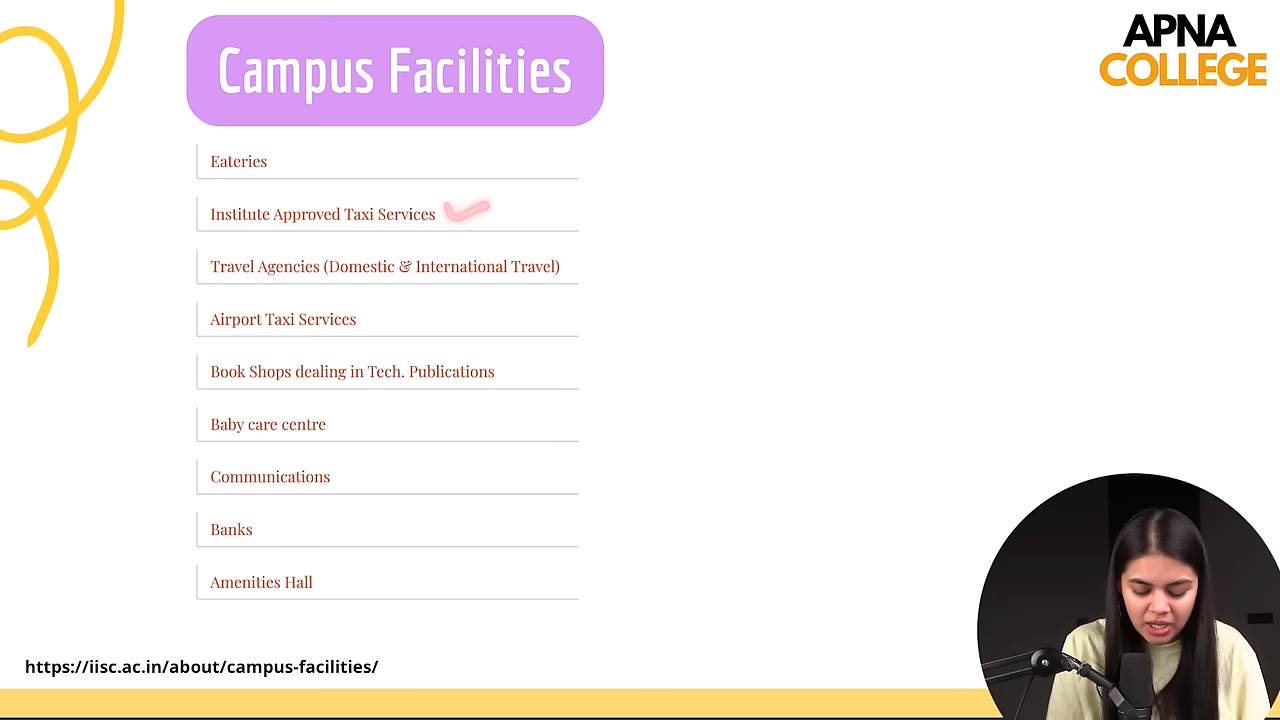 Campus Facilities
APNA
COLLEGE
Eateries
Institute Approved Taxi Services
Travel Agencies (Domestic & International Travel)
Airport Taxi Services
Book Shops dealing in Tech. Publications
Baby care centre
Communications
Banks
Amenities Hall
https://iisc.ac.in/about/campus-facilities/